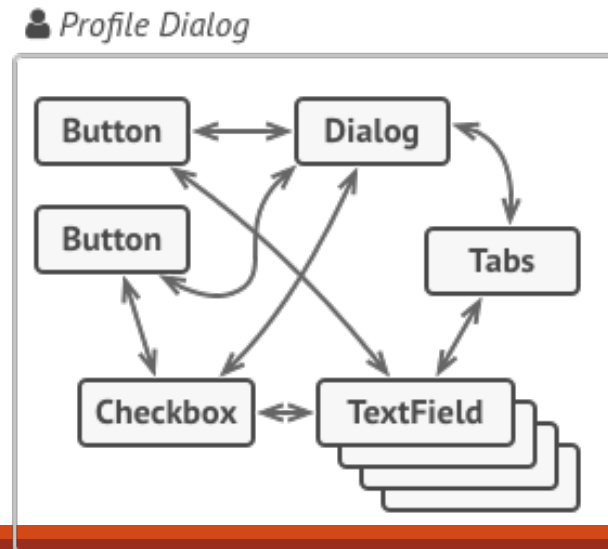 Profile Dialog
Button
Dialog
Button
Tabs
Checkbox
TextField